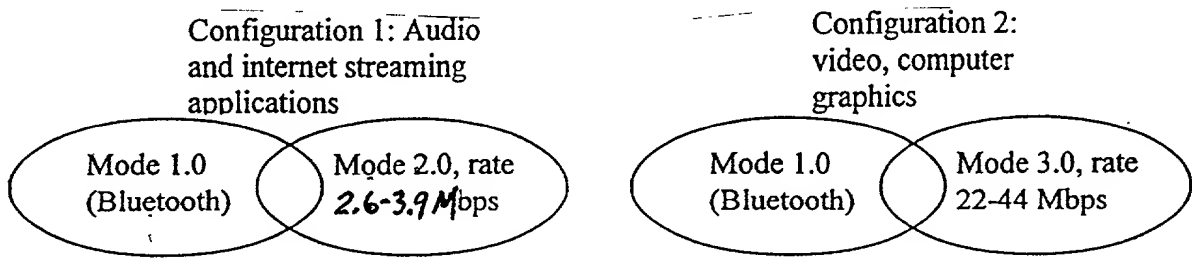 Configuration 1: Audio
and internet streaming
applications
Mode 1.0
(Bluetooth)
Mode 2.0, rate
2.6-3.9 Mbps
Configuration 2:
video, computer
graphics
Mode 1.0
(Bluetooth)
Mode 3.0, rate
22-44 Mbps